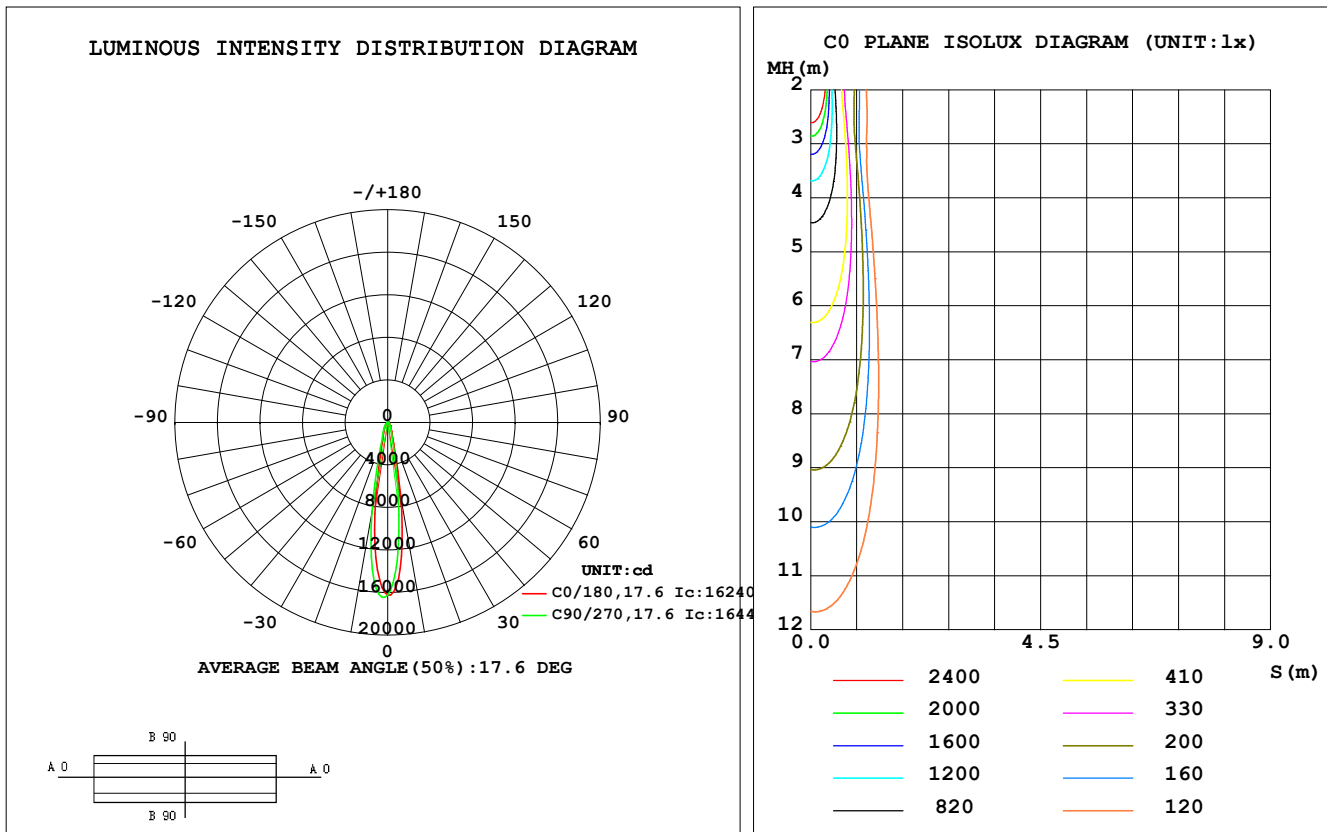 LUMINOUS INTENSITY DISTRIBUTION DIAGRAM
-/+180
-150 150
-120 120
-90 0 90
4000
8000
-60 12000 60
UNIT:cd
16000 C0/180,17.6 Ic:16240
C90/270,17.6 Ic:1644
-30 20000 30
0
AVERAGE BEAM ANGLE(50%):17.6 DEG
B 90
A 0 A 0
B 90
C0 PLANE ISOLUX DIAGRAM (UNIT:lx)
MH(m)
2
3
4
5
6
7
8
9
10
11
12
0.0 4.5 9.0
S(m)
2400 410
2000 330
1600 200
1200 160
820 120